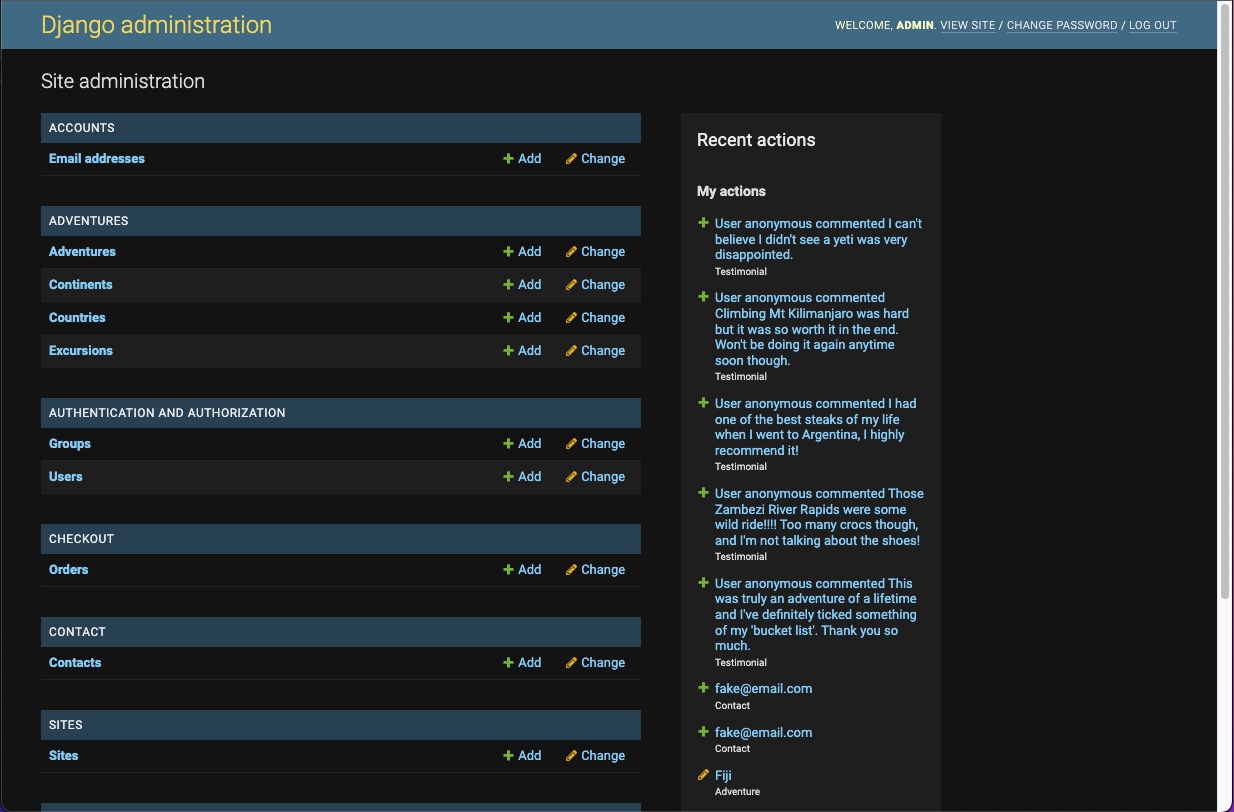 Django administration
WELCOME, ADMIN. VIEW SITE / CHANGE PASSWORD / LOG OUT
Site administration
ACCOUNTS
Email addresses Add Change
ADVENTURES
Adventures Add Change
Continents Add Change
Countries Add Change
Excursions Add Change
AUTHENTICATION AND AUTHORIZATION
Groups Add Change
Users Add Change
CHECKOUT
Orders Add Change
CONTACT
Contacts Add Change
SITES
Sites Add Change
Recent actions
My actions
User anonymous commented I can't
believe I didn't see a yeti was very
disappointed.
Testimonial
User anonymous commented
Climbing Mt Kilimanjaro was hard
but it was so worth it in the end.
Won't be doing it again anytime
soon though.
Testimonial
User anonymous commented I had
one of the best steaks of my life
when I went to Argentina, I highly
recommend it!
Testimonial
User anonymous commented Those
Zambezi River Rapids were some
wild ride!!!! Too many crocs though,
and I'm not talking about the shoes!
Testimonial
User anonymous commented This
was truly an adventure of a lifetime
and I've definitely ticked something
of my 'bucket list'. Thank you so
much.
Testimonial
fake@email.com
Contact
fake@email.com
Contact
Fiji
Adventure